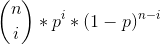 \binom{n}{i} * p^i * (1 - p)^{n-i}